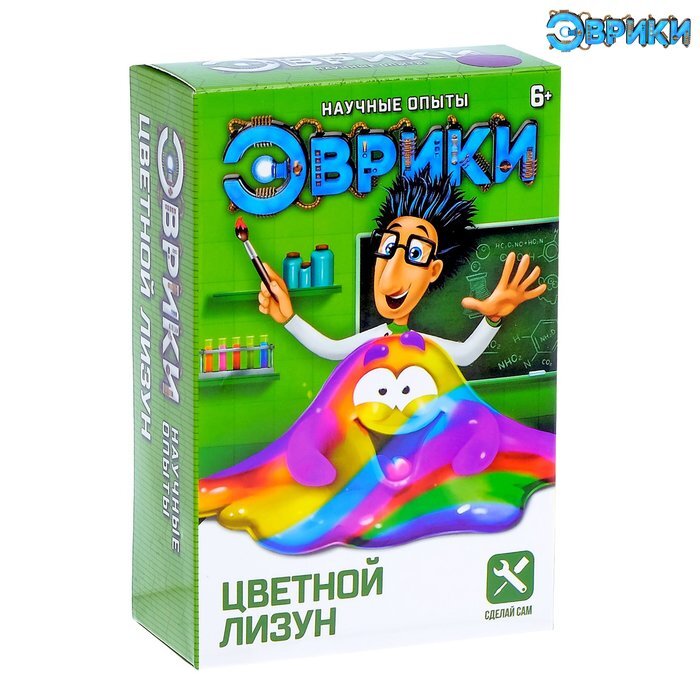 ЭВРИКИ
НАУЧНЫЕ ОПЫТЫ
6+
ЭВРИКИ
ЦВЕТНОЙ
ЛИЗУН
СДЕЛАЙ САМ
ЭВРИКИ
НАУЧНЫЕ
ОПЫТЫ
ЦВЕТНОЙ ЛИЗУН